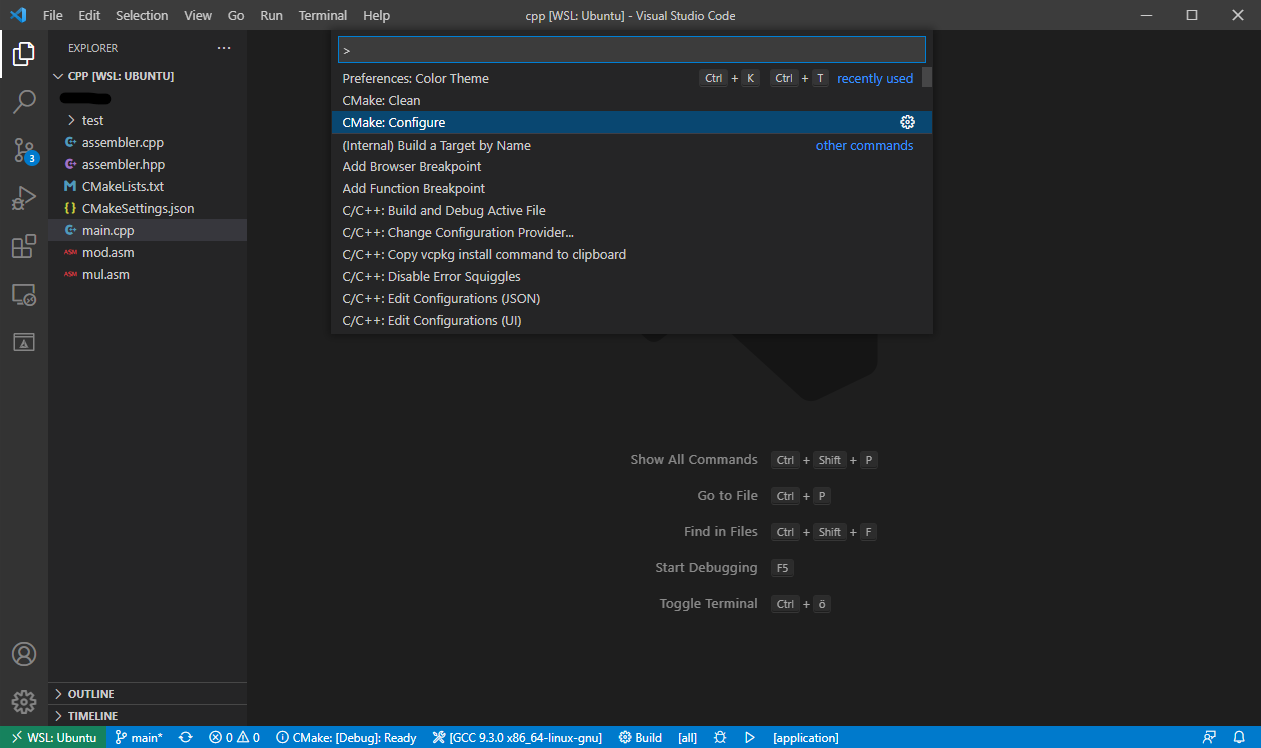 File Edit Selection View Go Run Terminal Help cpp [WSL: Ubuntu] - Visual Studio Code
EXPLORER ...
CPP [WSL: UBUNTU]
test
assembler.cpp
assembler.hpp
CMakeLists.txt
{} CMakeSettings.json
main.cpp
ASM mod.asm
ASM mul.asm
OUTLINE
TIMELINE
3
>
Preferences: Color Theme Ctrl + K Ctrl + T recently used
CMake: Clean
CMake: Configure
(Internal) Build a Target by Name other commands
Add Browser Breakpoint
Add Function Breakpoint
C/C++: Build and Debug Active File
C/C++: Change Configuration Provider...
C/C++: Copy vcpkg install command to clipboard
C/C++: Disable Error Squiggles
C/C++: Edit Configurations (JSON)
C/C++: Edit Configurations (UI)
Show All Commands Ctrl + Shift + P
Go to File Ctrl + P
Find in Files Ctrl + Shift + F
Start Debugging F5
Toggle Terminal Ctrl + ö
WSL: Ubuntu main* 0 0 CMake: [Debug]: Ready [GCC 9.3.0 x86_64-linux-gnu] Build [all] [application]